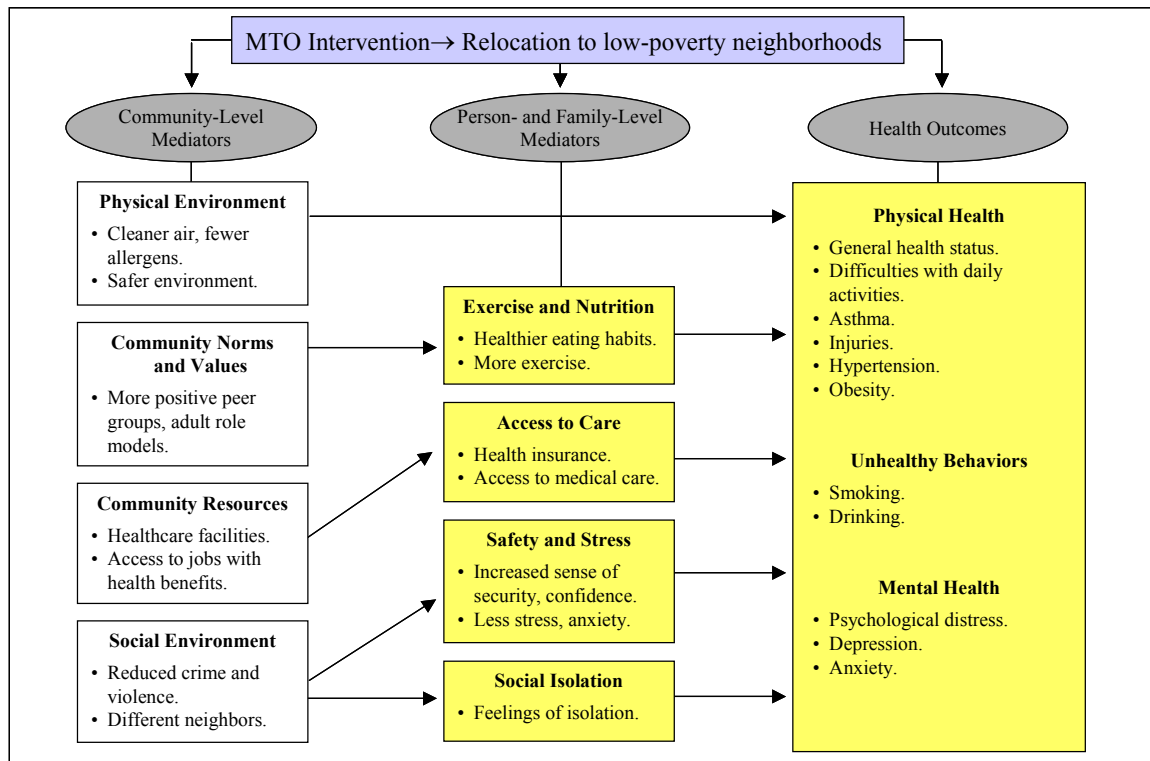 MTO Intervention→ Relocation to low-poverty neighborhoods
Community-Level
Mediators
Person- and Family-Level
Mediators
Health Outcomes
Physical Environment
• Cleaner air, fewer
allergens.
• Safer environment.
Community Norms
and Values
• More positive peer
groups, adult role
models.
Community Resources
• Healthcare facilities.
• Access to jobs with
health benefits.
Social Environment
• Reduced crime and
violence.
• Different neighbors.
Exercise and Nutrition
• Healthier eating habits.
• More exercise.
Access to Care
• Health insurance.
• Access to medical care.
Safety and Stress
• Increased sense of
security, confidence.
• Less stress, anxiety.
Social Isolation
• Feelings of isolation.
Physical Health
• General health status.
• Difficulties with daily
activities.
• Asthma.
• Injuries.
• Hypertension.
• Obesity.
Unhealthy Behaviors
• Smoking.
• Drinking.
Mental Health
• Psychological distress.
• Depression.
• Anxiety.